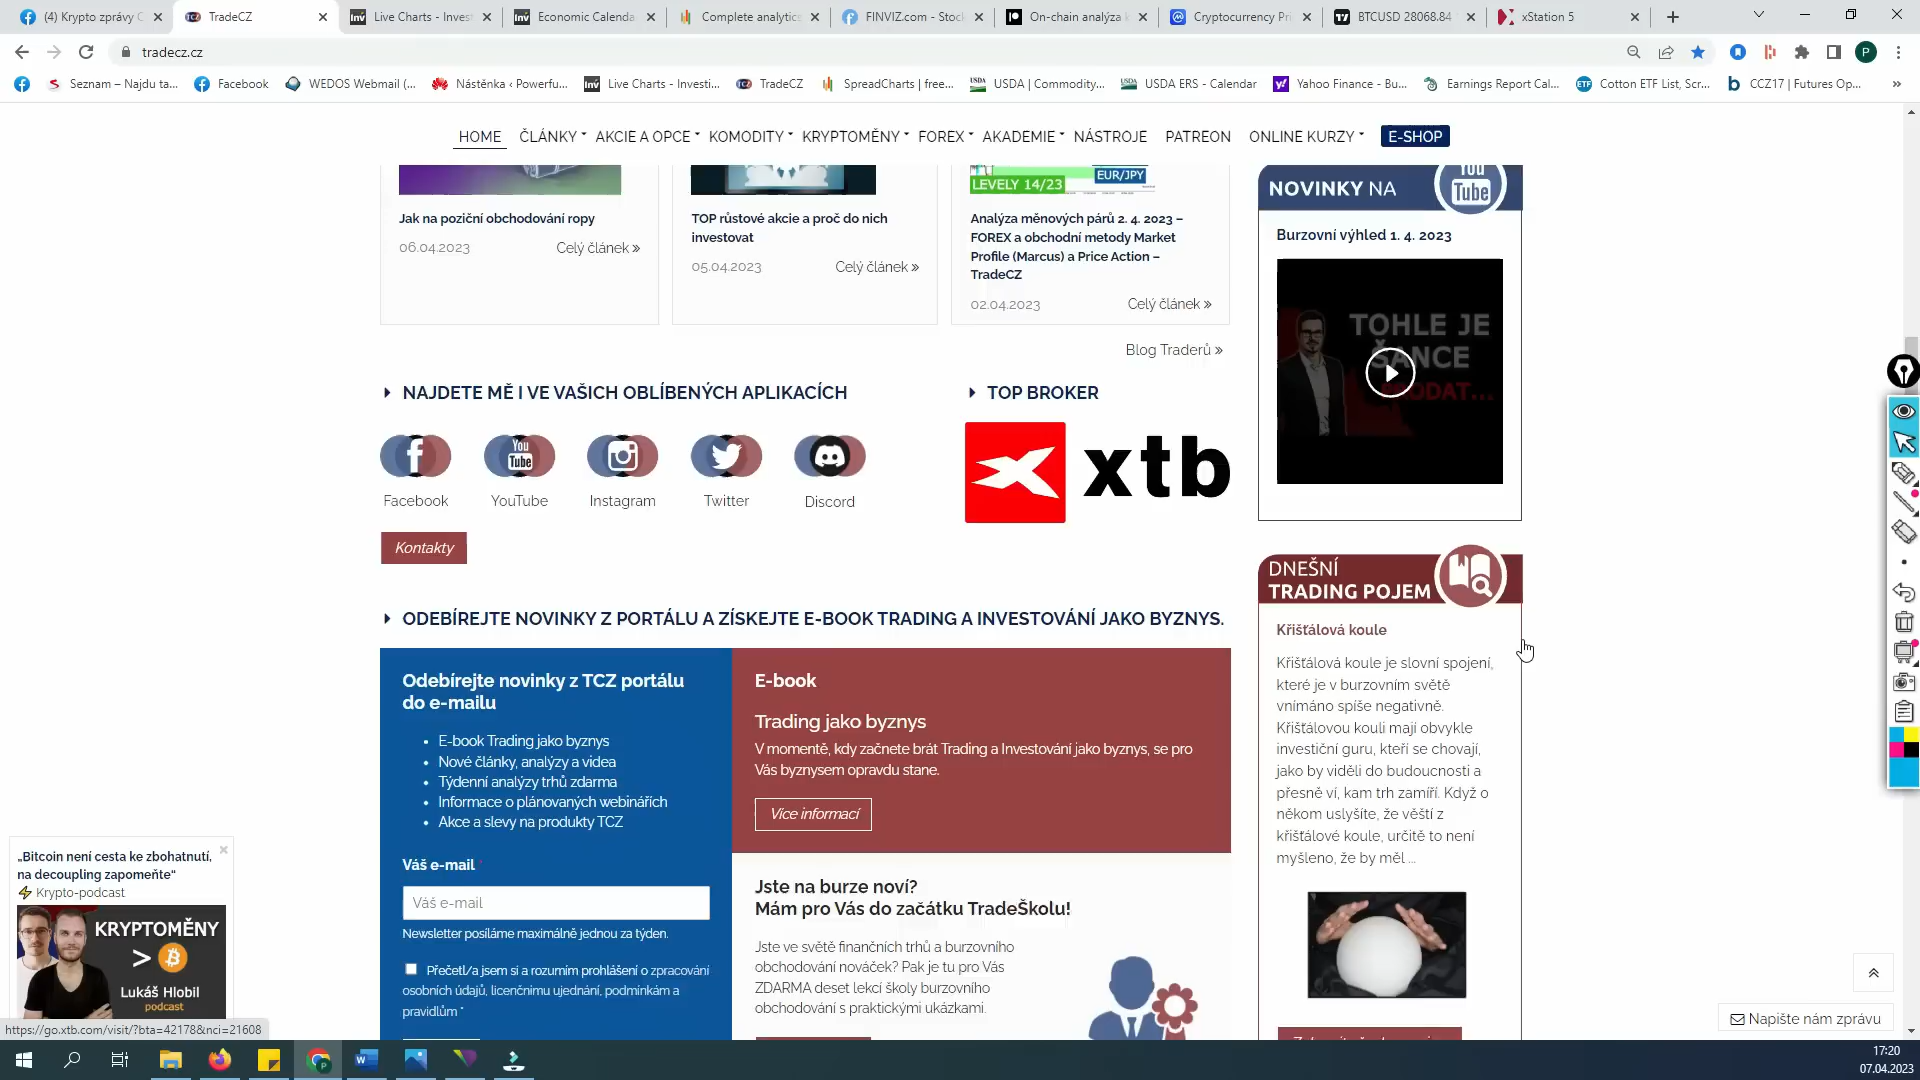 (4) Krypto zprávy C
TradeCZ
Live Charts - Invest
Economic Calenda
Complete analytics
FINVIZ.com - Stock
On-chain analýza k
Cryptocurrency Pri
BTCUSD 28068.84
xStation 5
tradecz.cz
Seznam – Najdu ta...
Facebook
WEDOS Webmail (...
Nástěnka ‹ Powerfu...
Live Charts - Investi...
TradeCZ
SpreadCharts | free...
USDA | Commodity...
USDA ERS - Calendar
Yahoo Finance - Bu...
Earnings Report Cal...
Cotton ETF List, Scr...
CCZ17 | Futures Op...
HOME ČLÁNKY AKCIE A OPCE KOMODITY KRYPTOMĚNY FOREX AKADEMIE NÁSTROJE PATREON ONLINE KURZY E-SHOP
Jak na poziční obchodování ropy
06.04.2023 Celý článek »
TOP růstové akcie a proč do nich
investovat
05.04.2023 Celý článek »
EUR/JPY
LEVELY 14/23
Analýza měnových párů 2. 4. 2023 –
FOREX a obchodní metody Market
Profile (Marcus) a Price Action –
TradeCZ
02.04.2023 Celý článek »
Blog Traderů »
NOVINKY NA
You
Tube
Burzovní výhled 1. 4. 2023
TOHLE JE
ŠANCE
PRODAT...
NAJDETE MĚ I VE VAŠICH OBLÍBENÝCH APLIKACÍCH
You
Tube
Facebook YouTube Instagram Twitter Discord
Kontakty
TOP BROKER
xtb
DNEŠNÍ
TRADING POJEM
Křišťálová koule
Křišťálová koule je slovní spojení,
které je v burzovním světě
vnímáno spíše negativně.
Křišťálovou kouli mají obvykle
investiční guru, kteří se chovají,
jako by viděli do budoucnosti a
přesně ví, kam trh zamíří. Když o
někom uslyšíte, že věští z
křišťálové koule, určitě to není
myšleno, že by měl ...
ODEBÍREJTE NOVINKY Z PORTÁLU A ZÍSKEJTE E-BOOK TRADING A INVESTOVÁNÍ JAKO BYZNYS.
Odebírejte novinky z TCZ portálu
do e-mailu
• E-book Trading jako byznys
• Nové články, analýzy a videa
• Týdenní analýzy trhů zdarma
• Informace o plánovaných webinářích
• Akce a slevy na produkty TCZ
Váš e-mail *
Váš e-mail
Newsletter posíláme maximálně jednou za týden.
Přečetl/a jsem si a rozumím prohlášení o zpracování
osobních údajů, licenčnímu ujednání, podmínkám a
pravidlům *
E-book
Trading jako byznys
V momentě, kdy začnete brát Trading a Investování jako byznys, se pro
Vás byznysem opravdu stane.
Více informací
Jste na burze noví?
Mám pro Vás do začátku TradeŠkolu!
Jste ve světě finančních trhů a burzovního
obchodování nováček? Pak je tu pro Vás
ZDARMA deset lekcí školy burzovního
obchodování s praktickými ukázkami.
„Bitcoin není cesta ke zbohatnutí,
na decoupling zapomeňte“
⚡ Krypto-podcast
KRYPTOMĚNY
>
Lukáš Hlobil
podcast
https://go.xtb.com/visit/?bta=42178&nci=21608
Napište nám zprávu
17:20
07.04.2023